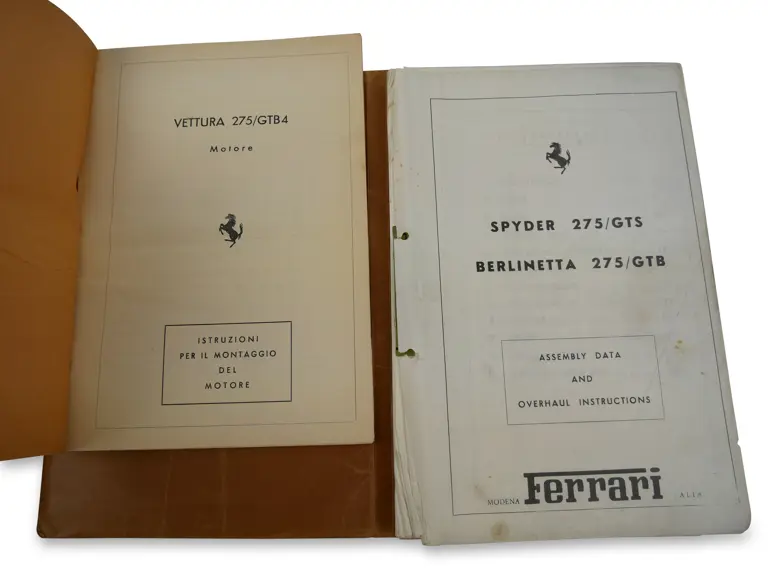 VETTURA 275/GTB4
Motore
ISTRUZIONI
PER IL MONTAGGIO
DEL
MOTORE
SPYDER 275/GTS
BERLINETTA 275/GTB
ASSEMBLY DATA
AND
OVERHAUL INSTRUCTIONS
MODENA Ferrari